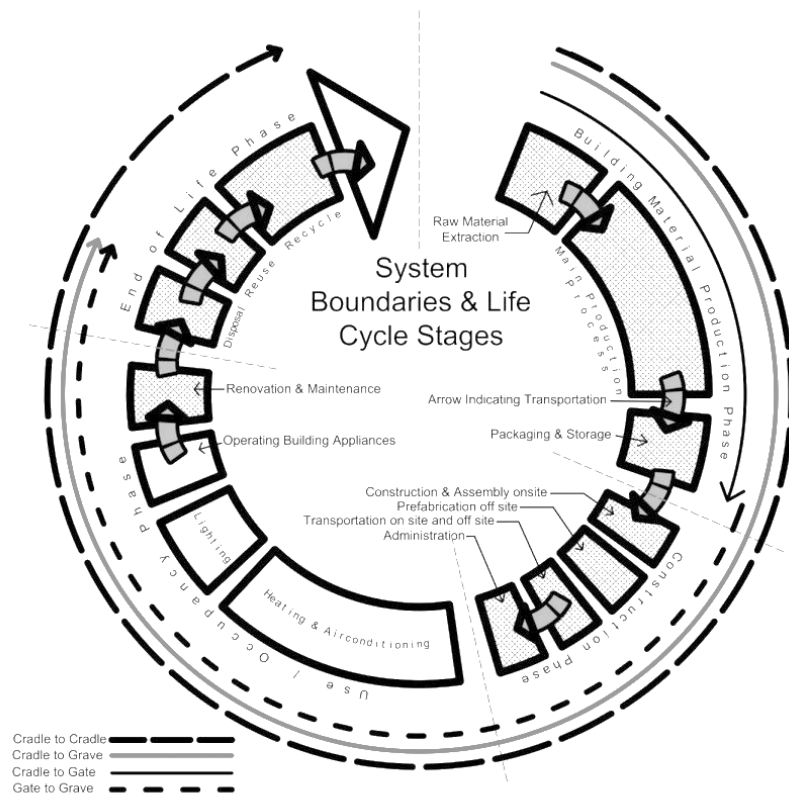 System
Boundaries & Life
Cycle Stages
Building Material Production Phase
Raw Material
Extraction
Main Production
Process
Arrow Indicating Transportation
Packaging & Storage
Construction & Assembly onsite
Prefabrication off site
Transportation on site and off site
Administration
Construction Phase
Heating & Airconditioning
Lighting
Operating Building Appliances
Renovation & Maintenance
Use / Occupancy Phase
Disposal Reuse Recycle
End of Life Phase
Cradle to Cradle
Cradle to Grave
Cradle to Gate
Gate to Grave